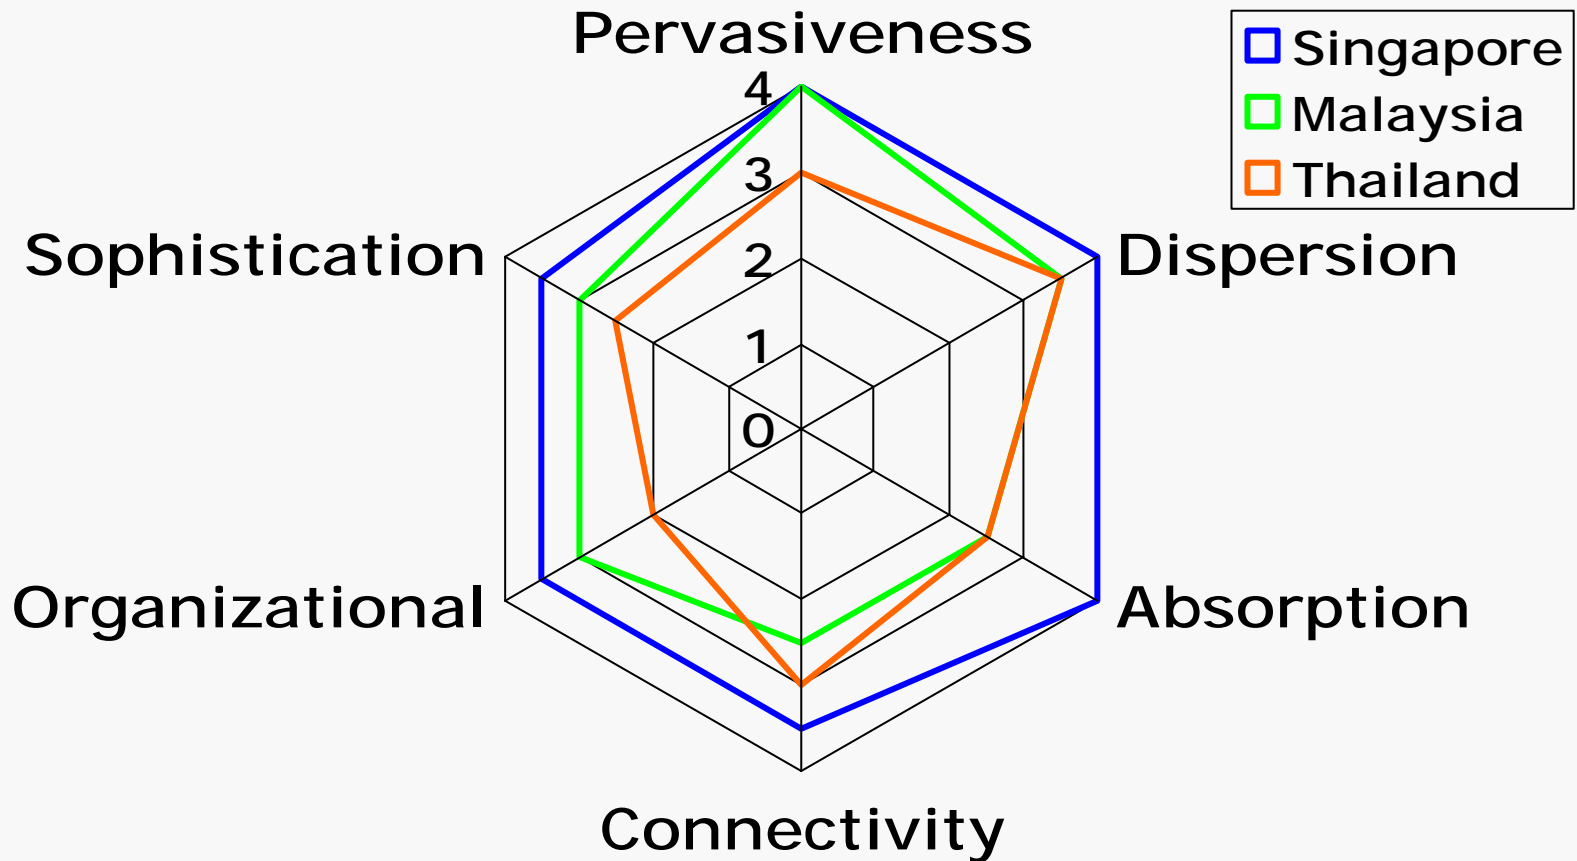 Pervasiveness
Singapore
Malaysia
Thailand
4
3
2
1
0
Sophistication
Dispersion
Organizational
Absorption
Connectivity